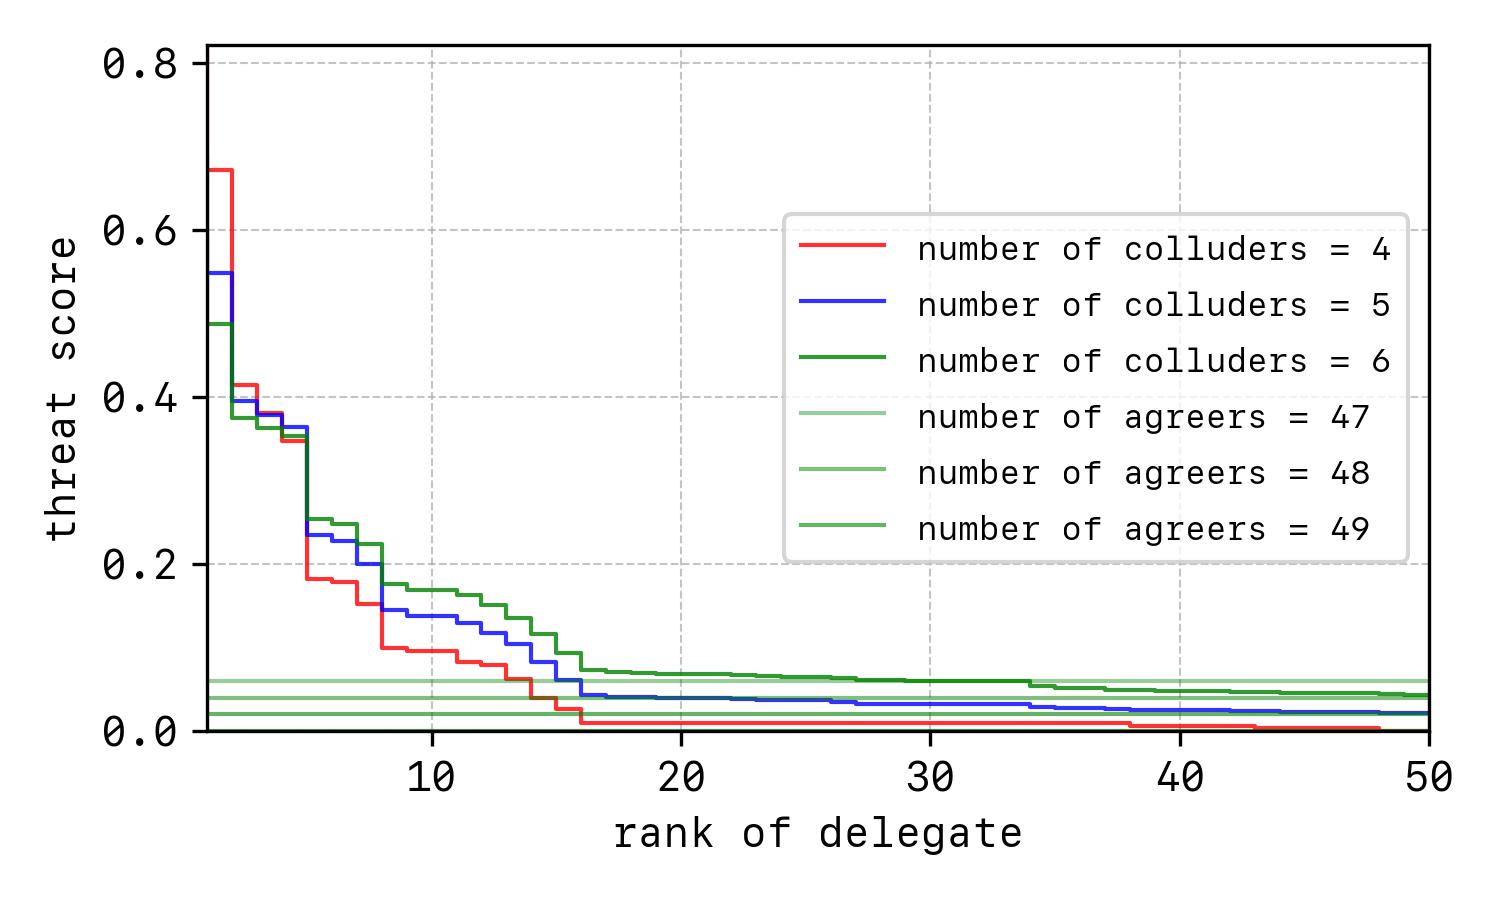 0.8
0.6
0.4
0.2
0.0
threat score
number of colluders = 4
number of colluders = 5
number of colluders = 6
number of agreers = 47
number of agreers = 48
number of agreers = 49
10 20 30 40 50
rank of delegate